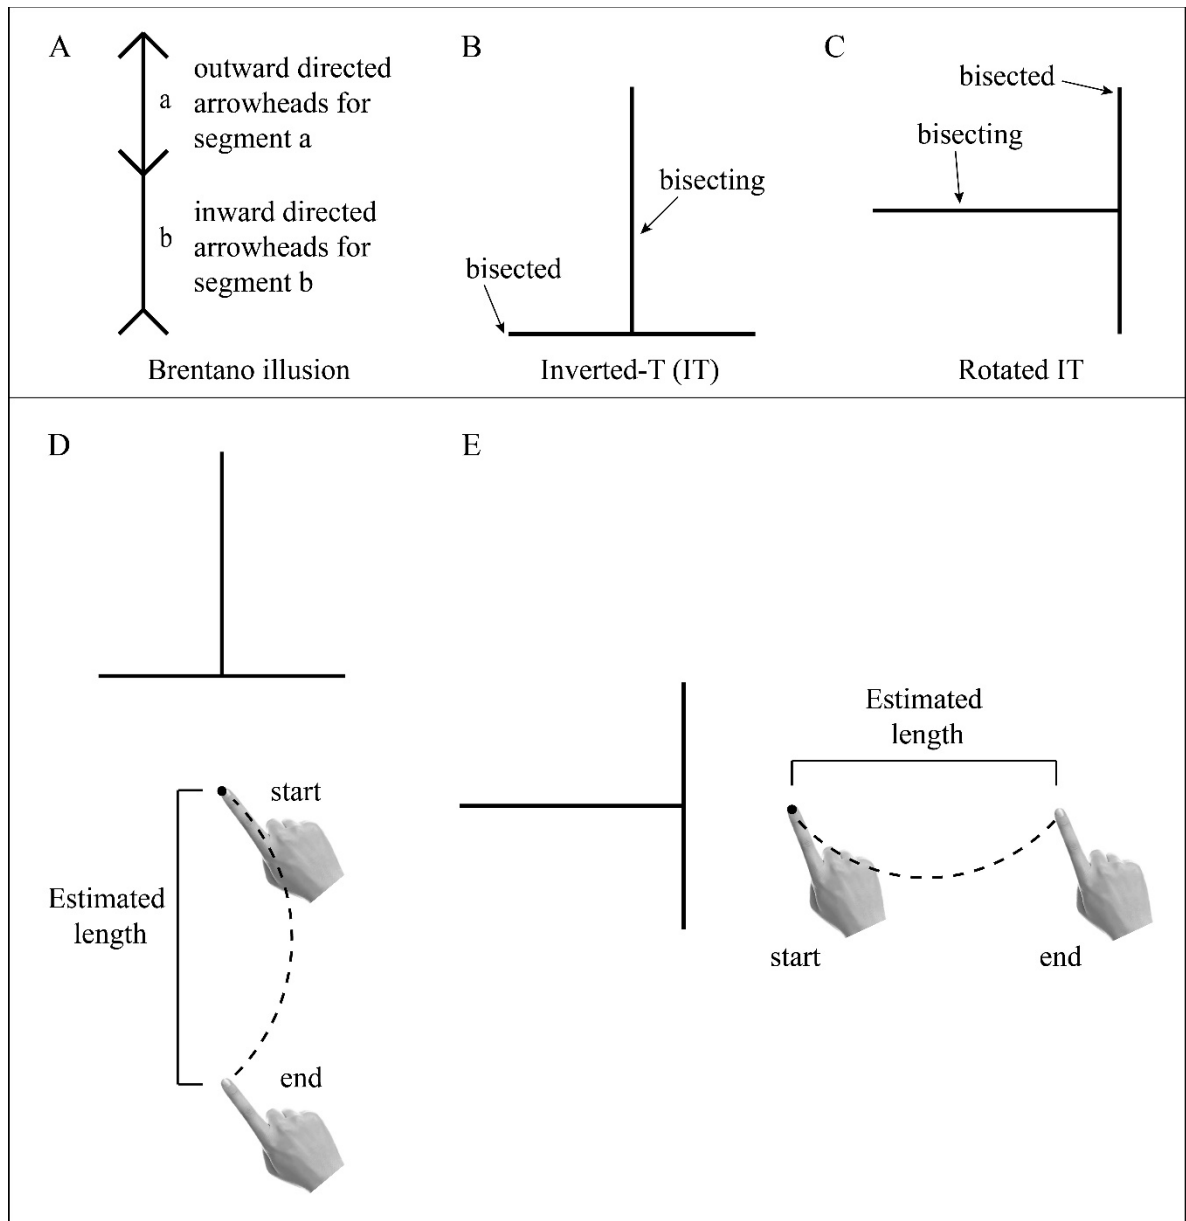 A
a
outward directed
arrowheads for
segment a
b
inward directed
arrowheads for
segment b
Brentano illusion
B
bisecting
bisected
Inverted-T (IT)
C
bisected
bisecting
Rotated IT
D
start
Estimated
length
end
E
Estimated
length
start
end